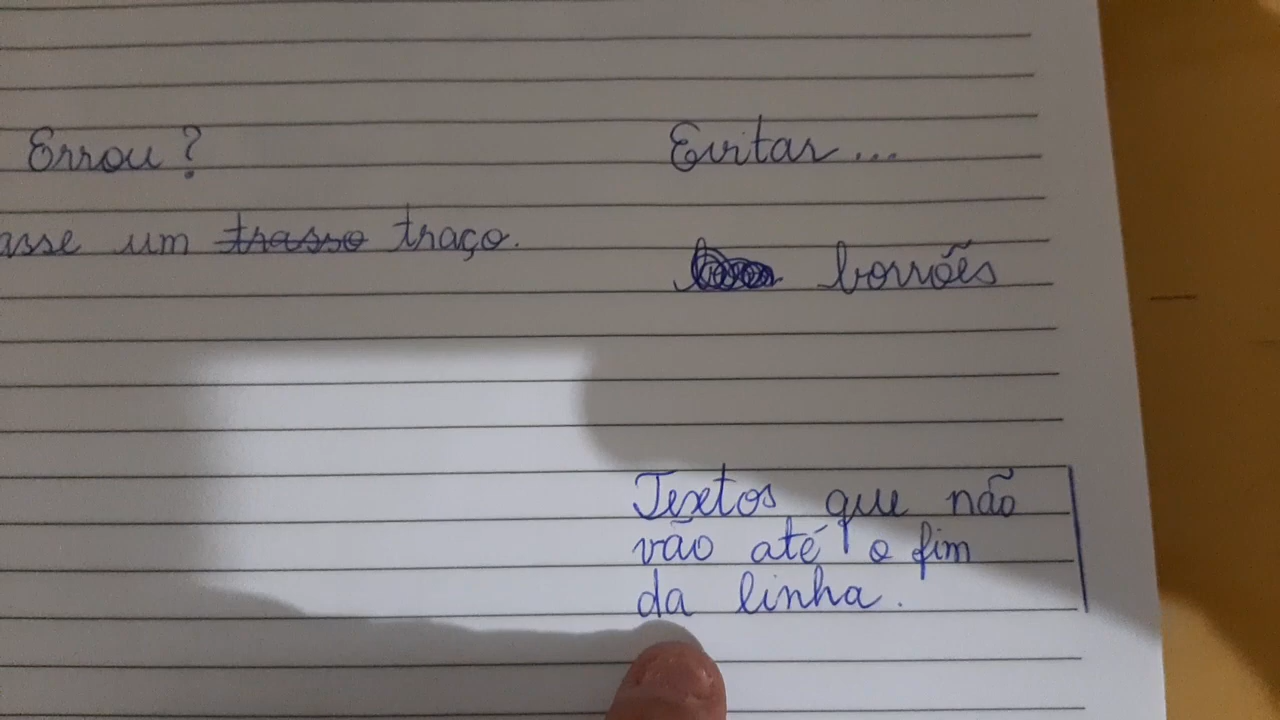 Errou?
Evitar...
asse um trasso traço.
borrões
Textos que não
vão até o fim
da linha.